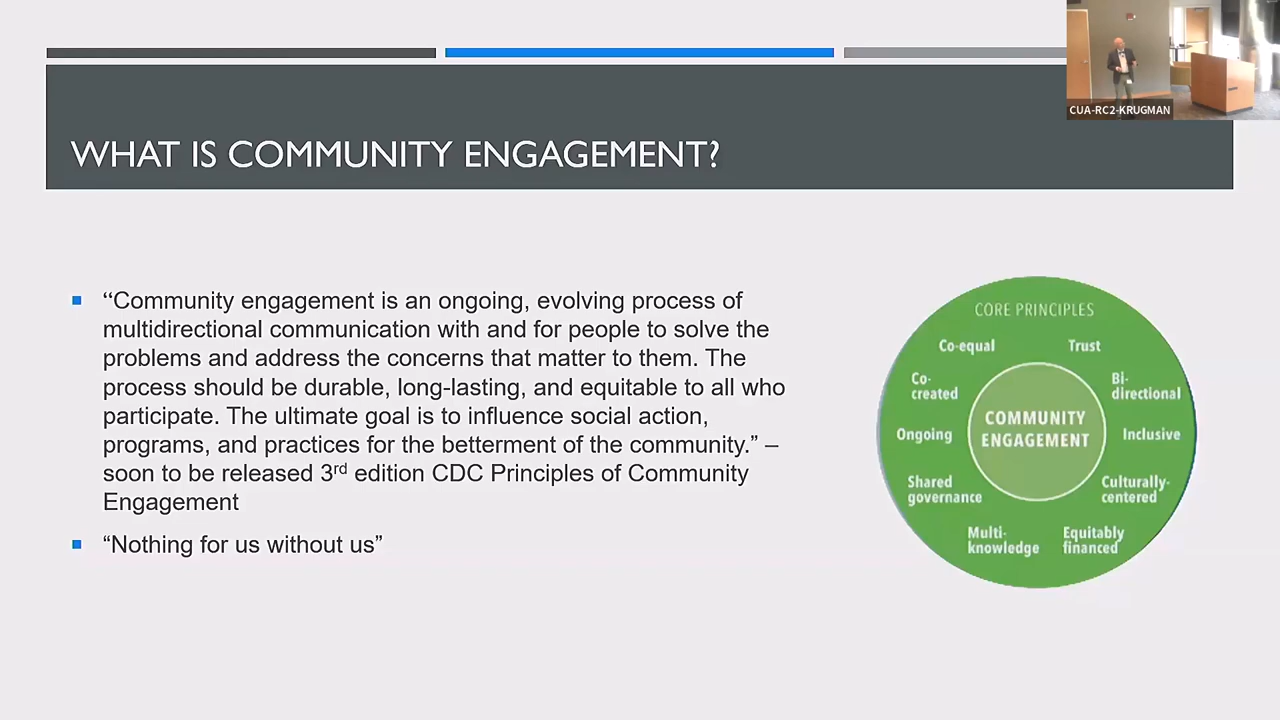 CUA-RC2-KRUGMAN
WHAT IS COMMUNITY ENGAGEMENT?
“Community engagement is an ongoing, evolving process of
multidirectional communication with and for people to solve the
problems and address the concerns that matter to them. The
process should be durable, long-lasting, and equitable to all who
participate. The ultimate goal is to influence social action,
programs, and practices for the betterment of the community.” –
soon to be released 3rd edition CDC Principles of Community
Engagement
“Nothing for us without us”
CORE PRINCIPLES
Co-equal
Trust
Co-
created
Bi-
directional
Ongoing
COMMUNITY
ENGAGEMENT
Inclusive
Shared
governance
Culturally-
centered
Multi-
knowledge
Equitably
financed